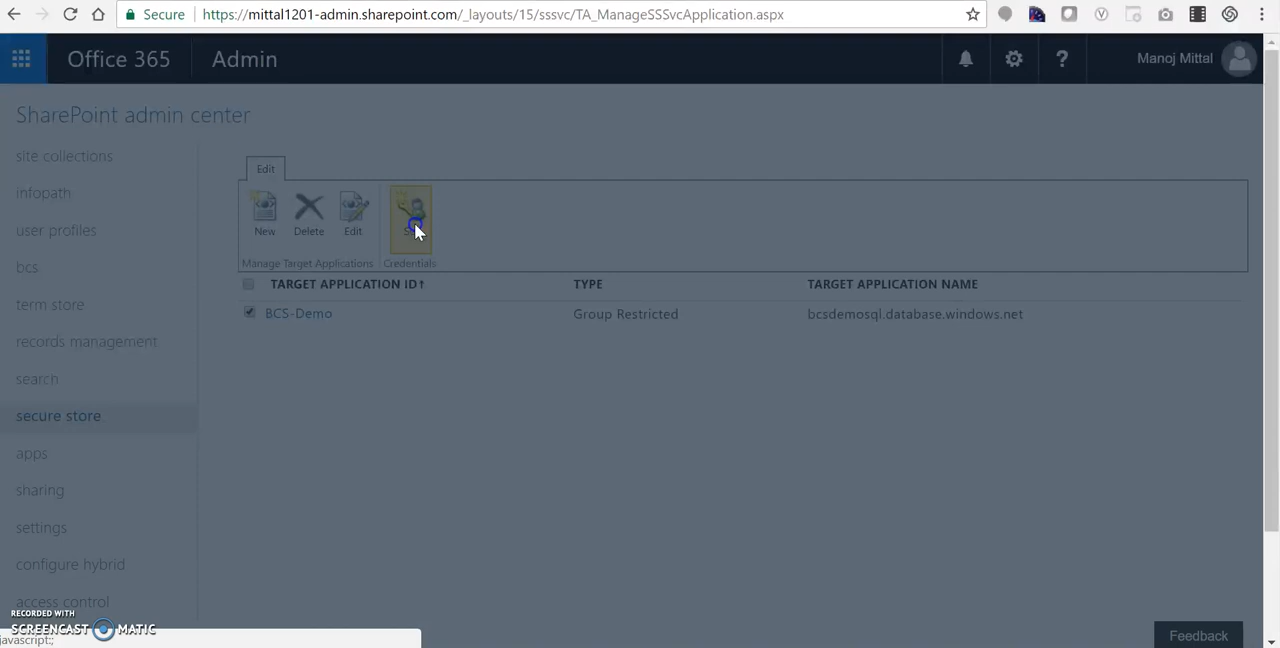 Secure https://mittal1201-admin.sharepoint.com/_layouts/15/sssvc/TA_ManageSSSvcApplication.aspx
Office 365 Admin ? Manoj Mittal
SharePoint admin center
site collections
infopath
user profiles
bcs
term store
records management
search
secure store
apps
sharing
settings
configure hybrid
access control
Edit
New Delete Edit
Manage Target Applications Credentials
TARGET APPLICATION ID↑ TYPE TARGET APPLICATION NAME
BCS-Demo Group Restricted bcsdemosql.database.windows.net
RECORDED WITH
SCREENCAST MATIC
javascript:;
Feedback